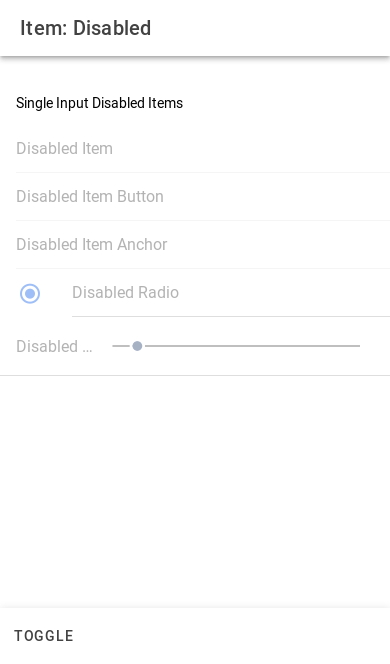 Item: Disabled
Single Input Disabled Items
Disabled Item
Disabled Item Button
Disabled Item Anchor
Disabled Radio
Disabled ...
TOGGLE